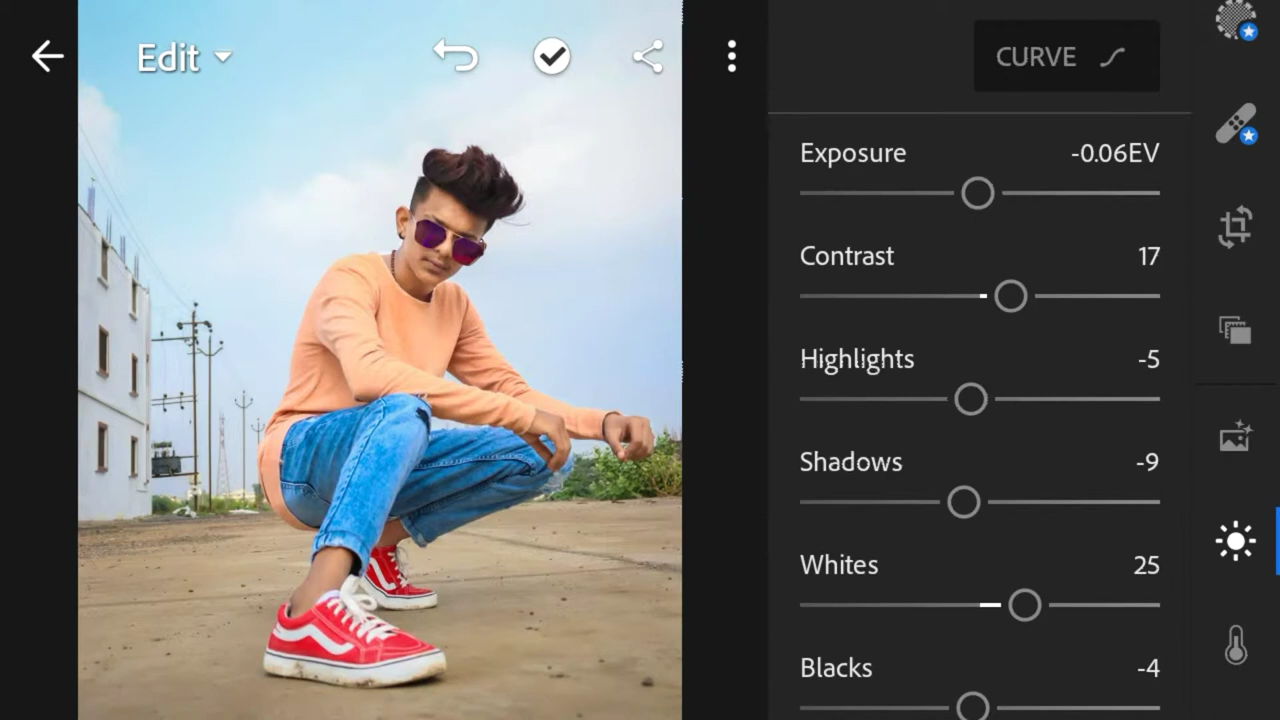 Edit
CURVE
Exposure -0.06EV
Contrast 17
Highlights -5
Shadows -9
Whites 25
Blacks -4